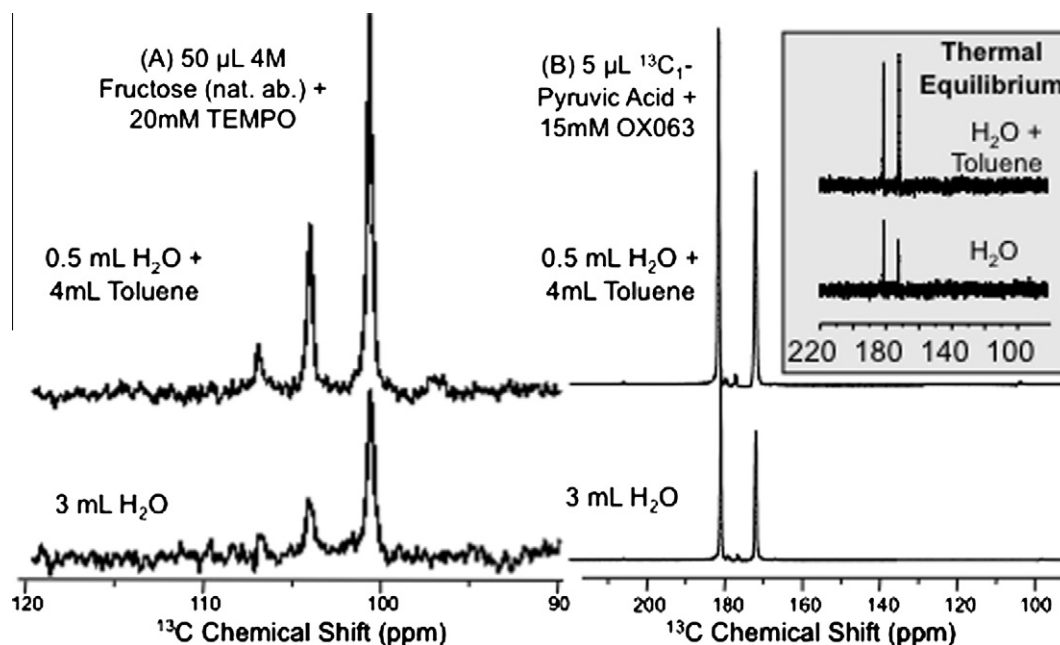 (A) 50 µL 4M
Fructose (nat. ab.) +
20mM TEMPO
0.5 mL H₂O +
4mL Toluene
3 mL H₂O
120 110 100 90
¹³C Chemical Shift (ppm)
(B) 5 µL ¹³C₁-
Pyruvic Acid +
15mM OX063
0.5 mL H₂O +
4mL Toluene
3 mL H₂O
200 180 160 140 120 100
¹³C Chemical Shift (ppm)
Thermal
Equilibrium
H₂O +
Toluene
H₂O
220 180 140 100